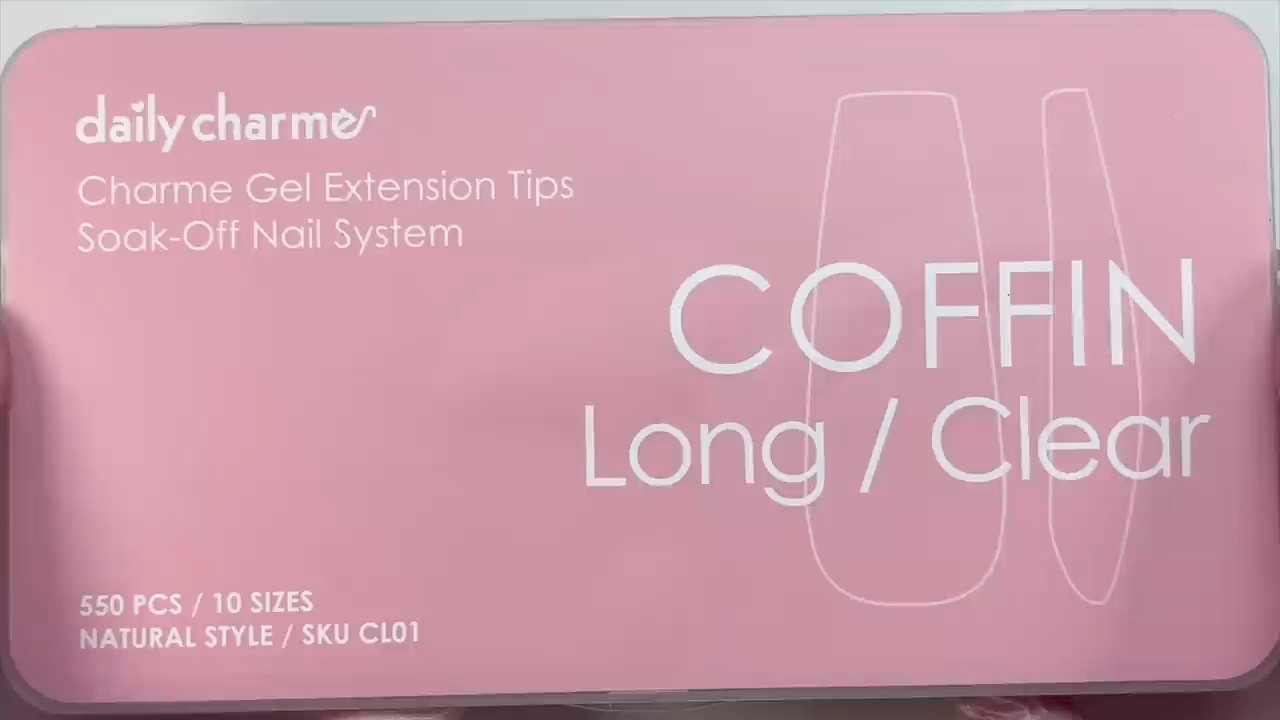 daily charme
Charme Gel Extension Tips
Soak-Off Nail System
COFFIN
Long / Clear
550 PCS / 10 SIZES
NATURAL STYLE / SKU CL01